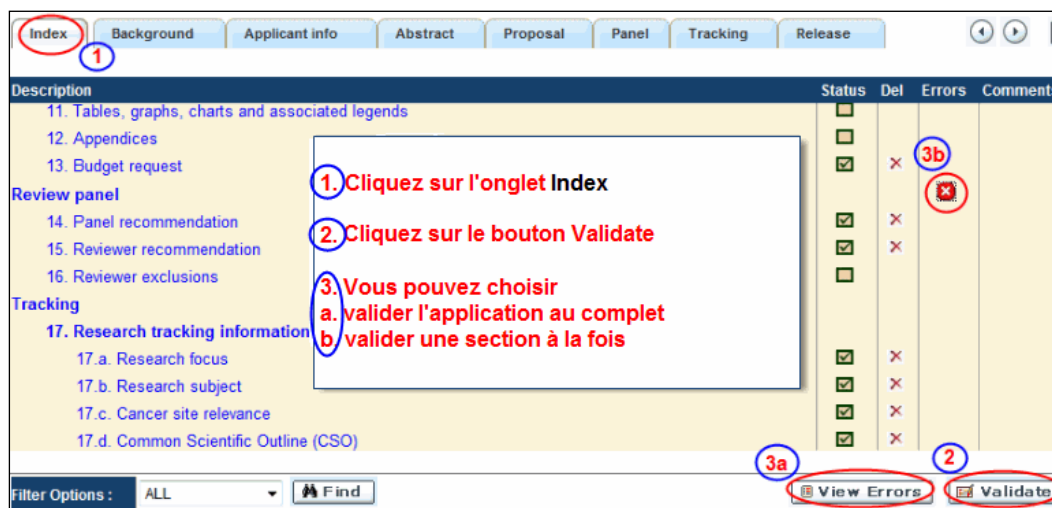 Index Background Applicant info Abstract Proposal Panel Tracking Release
1
Description Status Del Errors Comments
11. Tables, graphs, charts and associated legends
12. Appendices
13. Budget request
3b
Review panel
14. Panel recommendation
15. Reviewer recommendation
16. Reviewer exclusions
Tracking
17. Research tracking information
17.a. Research focus
17.b. Research subject
17.c. Cancer site relevance
17.d. Common Scientific Outline (CSO)
1. Cliquez sur l'onglet Index
2. Cliquez sur le bouton Validate
3. Vous pouvez choisir
a. valider l'application au complet
b. valider une section à la fois
3a 2
Filter Options : ALL Find View Errors Validate